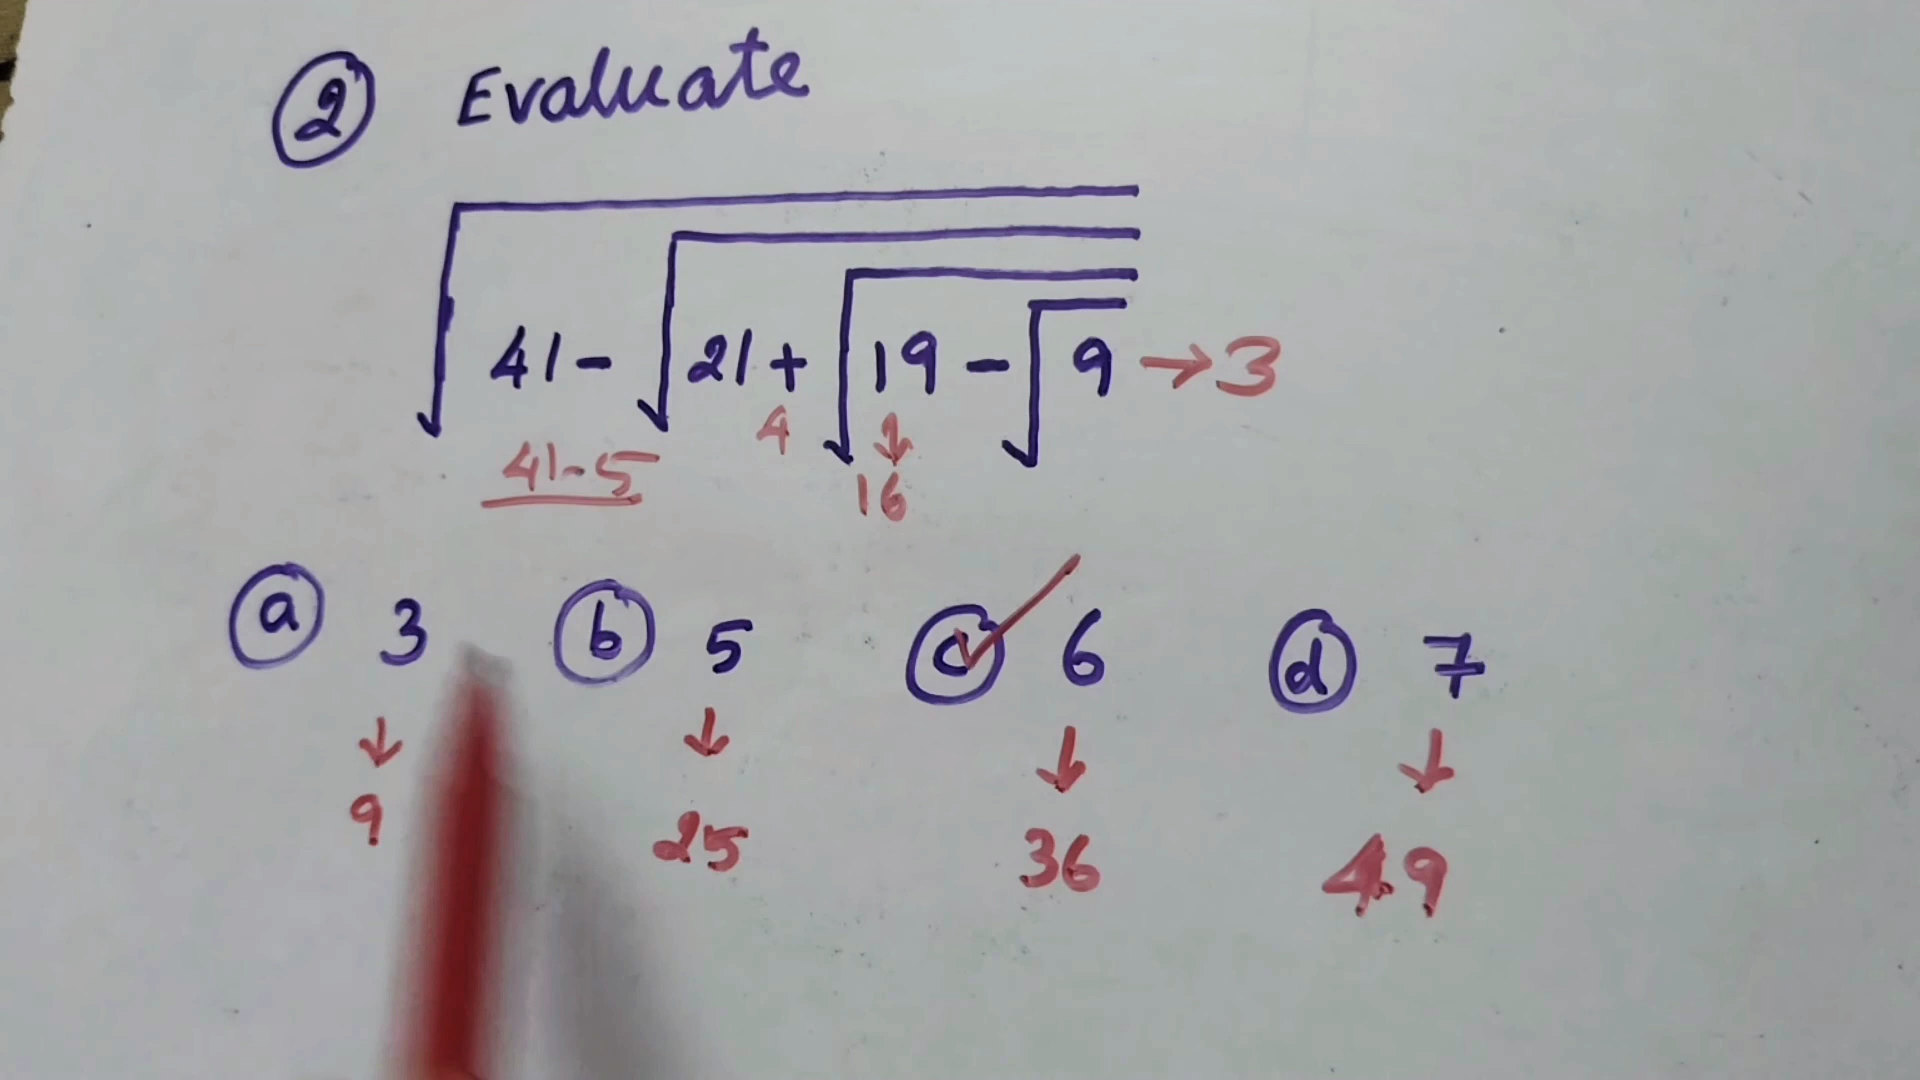 ② Evaluate
√(41 - √(21 + √(19 - √9))) → 3
4 ↓
41-5 16
ⓐ 3 ⓑ 5 ⓒ ✓ 6 ⓓ 7
↓ ↓ ↓ ↓
9 25 36 49